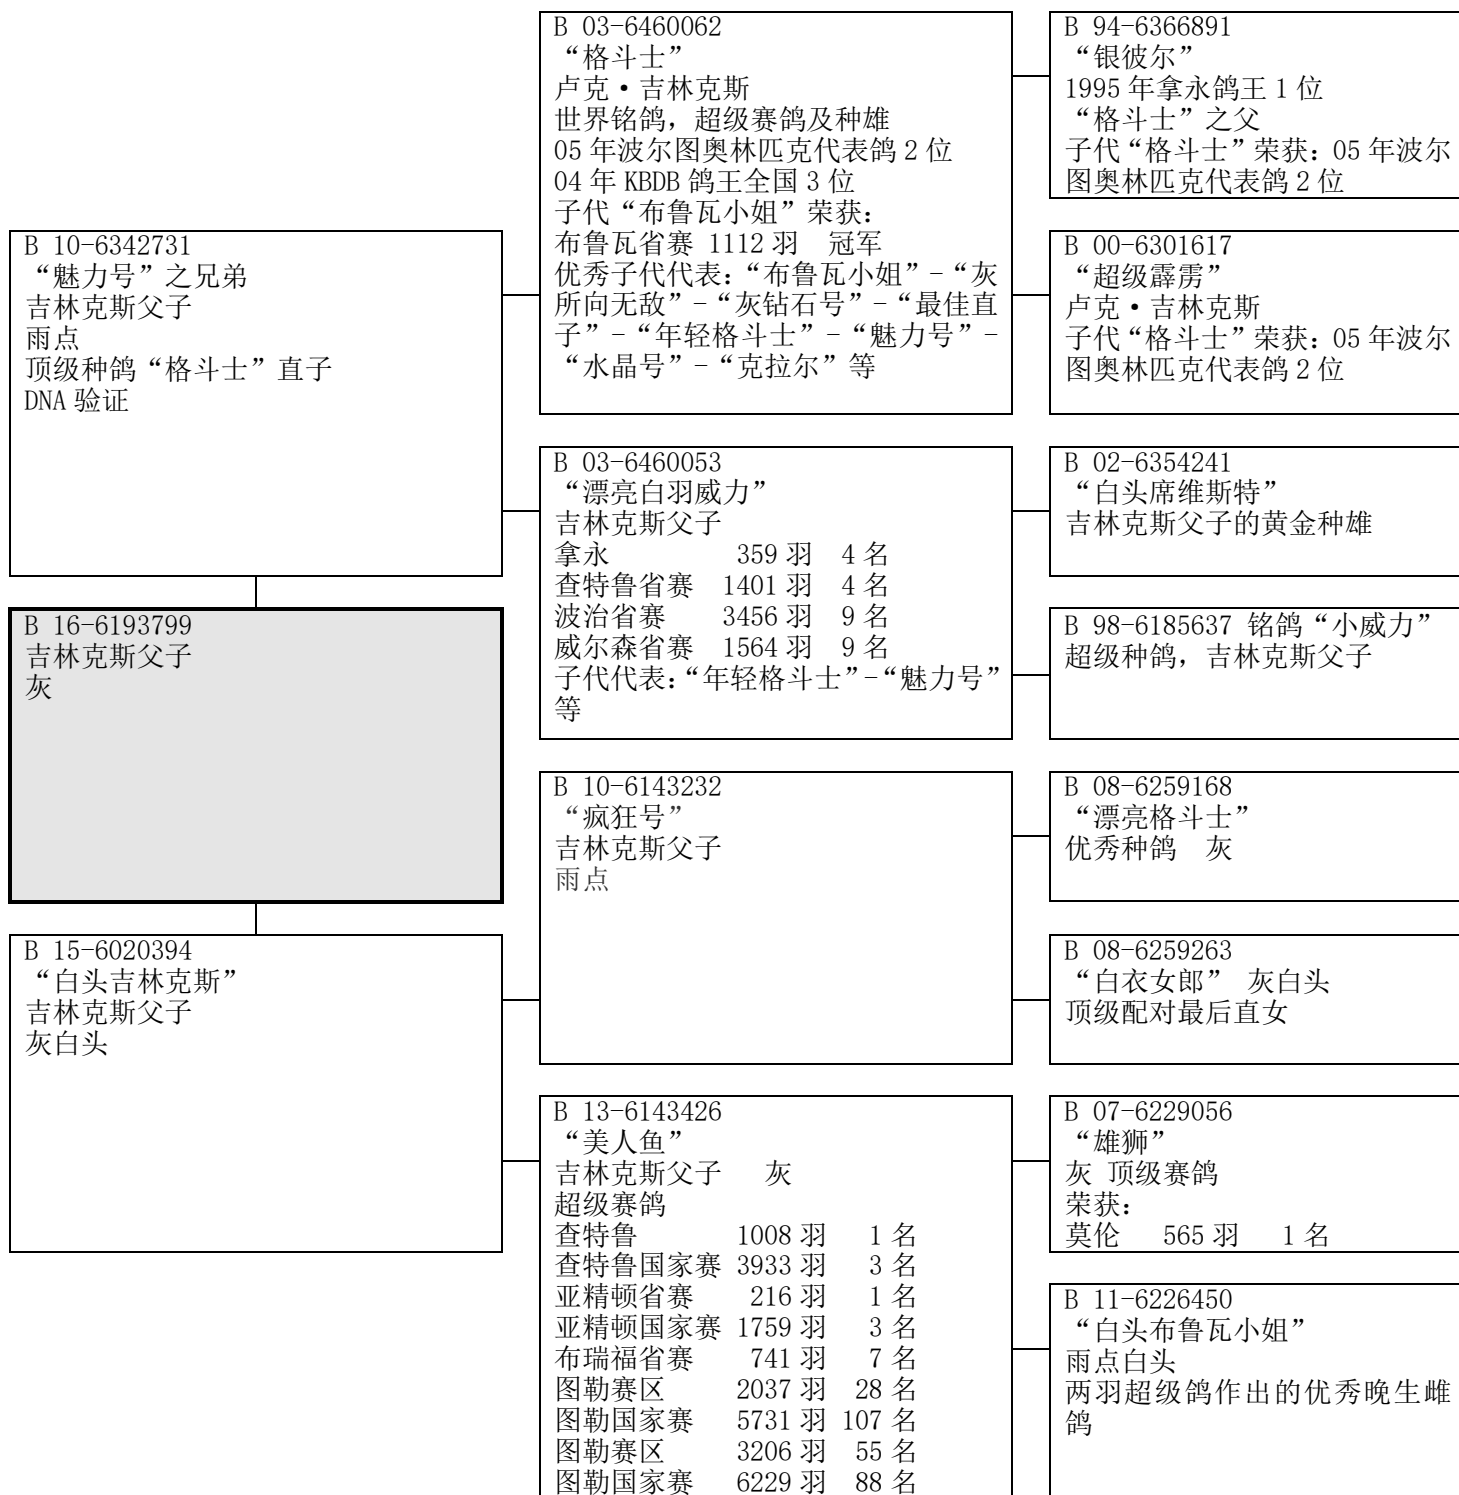 B 10-6342731
“魅力号”之兄弟
吉林克斯父子
雨点
顶级种鸽“格斗士”直子
DNA 验证
B 16-6193799
吉林克斯父子
灰
B 15-6020394
“白头吉林克斯”
吉林克斯父子
灰白头
B 03-6460062
“格斗士”
卢克·吉林克斯
世界铭鸽，超级赛鸽及种雄
05 年波尔图奥林匹克代表鸽 2 位
04 年 KBDB 鸽王全国 3 位
子代“布鲁瓦小姐”荣获：
布鲁瓦省赛 1112 羽 冠军
优秀子代代表：“布鲁瓦小姐”-“灰
所向无敌”-“灰钻石号”-“最佳直
子”-“年轻格斗士”-“魅力号”-
“水晶号”-“克拉尔”等
B 03-6460053
“漂亮白羽威力”
吉林克斯父子
拿永 359 羽 4 名
查特鲁省赛 1401 羽 4 名
波治省赛 3456 羽 9 名
威尔森省赛 1564 羽 9 名
子代代表：“年轻格斗士”-“魅力号”
等
B 10-6143232
“疯狂号”
吉林克斯父子
雨点
B 13-6143426
“美人鱼”
吉林克斯父子 灰
超级赛鸽
查特鲁 1008 羽 1 名
查特鲁国家赛 3933 羽 3 名
亚精顿省赛 216 羽 1 名
亚精顿国家赛 1759 羽 3 名
布瑞福省赛 741 羽 7 名
图勒赛区 2037 羽 28 名
图勒国家赛 5731 羽 107 名
图勒赛区 3206 羽 55 名
图勒国家赛 6229 羽 88 名
B 94-6366891
“银彼尔”
1995 年拿永鸽王 1 位
“格斗士”之父
子代“格斗士”荣获：05 年波尔
图奥林匹克代表鸽 2 位
B 00-6301617
“超级霹雳”
卢克·吉林克斯
子代“格斗士”荣获：05 年波尔
图奥林匹克代表鸽 2 位
B 02-6354241
“白头席维斯特”
吉林克斯父子的黄金种雄
B 98-6185637 铭鸽“小威力”
超级种鸽，吉林克斯父子
B 08-6259168
“漂亮格斗士”
优秀种鸽 灰
B 08-6259263
“白衣女郎” 灰白头
顶级配对最后直女
B 07-6229056
“雄狮”
灰 顶级赛鸽
荣获：
莫伦 565 羽 1 名
B 11-6226450
“白头布鲁瓦小姐”
雨点白头
两羽超级鸽作出的优秀晚生雌
鸽